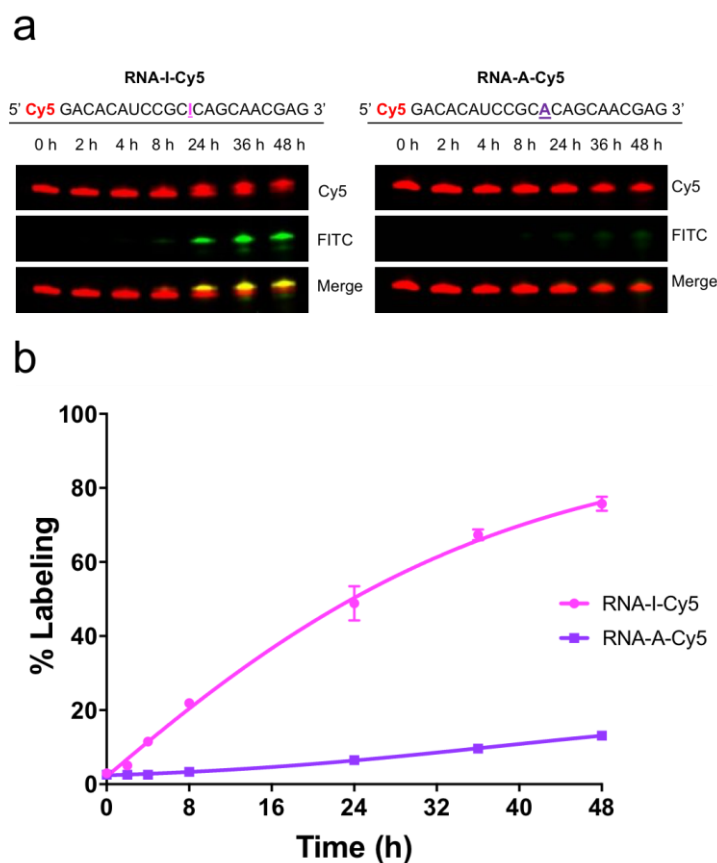 a
RNA-I-Cy5
5' Cy5 GACACAUCCGCICAGCAACGAG 3'
0 h 2 h 4 h 8 h 24 h 36 h 48 h
Cy5
FITC
Merge
RNA-A-Cy5
5' Cy5 GACACAUCCGCACAGCAACGAG 3'
0 h 2 h 4 h 8 h 24 h 36 h 48 h
Cy5
FITC
Merge
b
% Labeling
100
80
60
40
20
0
0 8 16 24 32 40 48
Time (h)
RNA-I-Cy5
RNA-A-Cy5